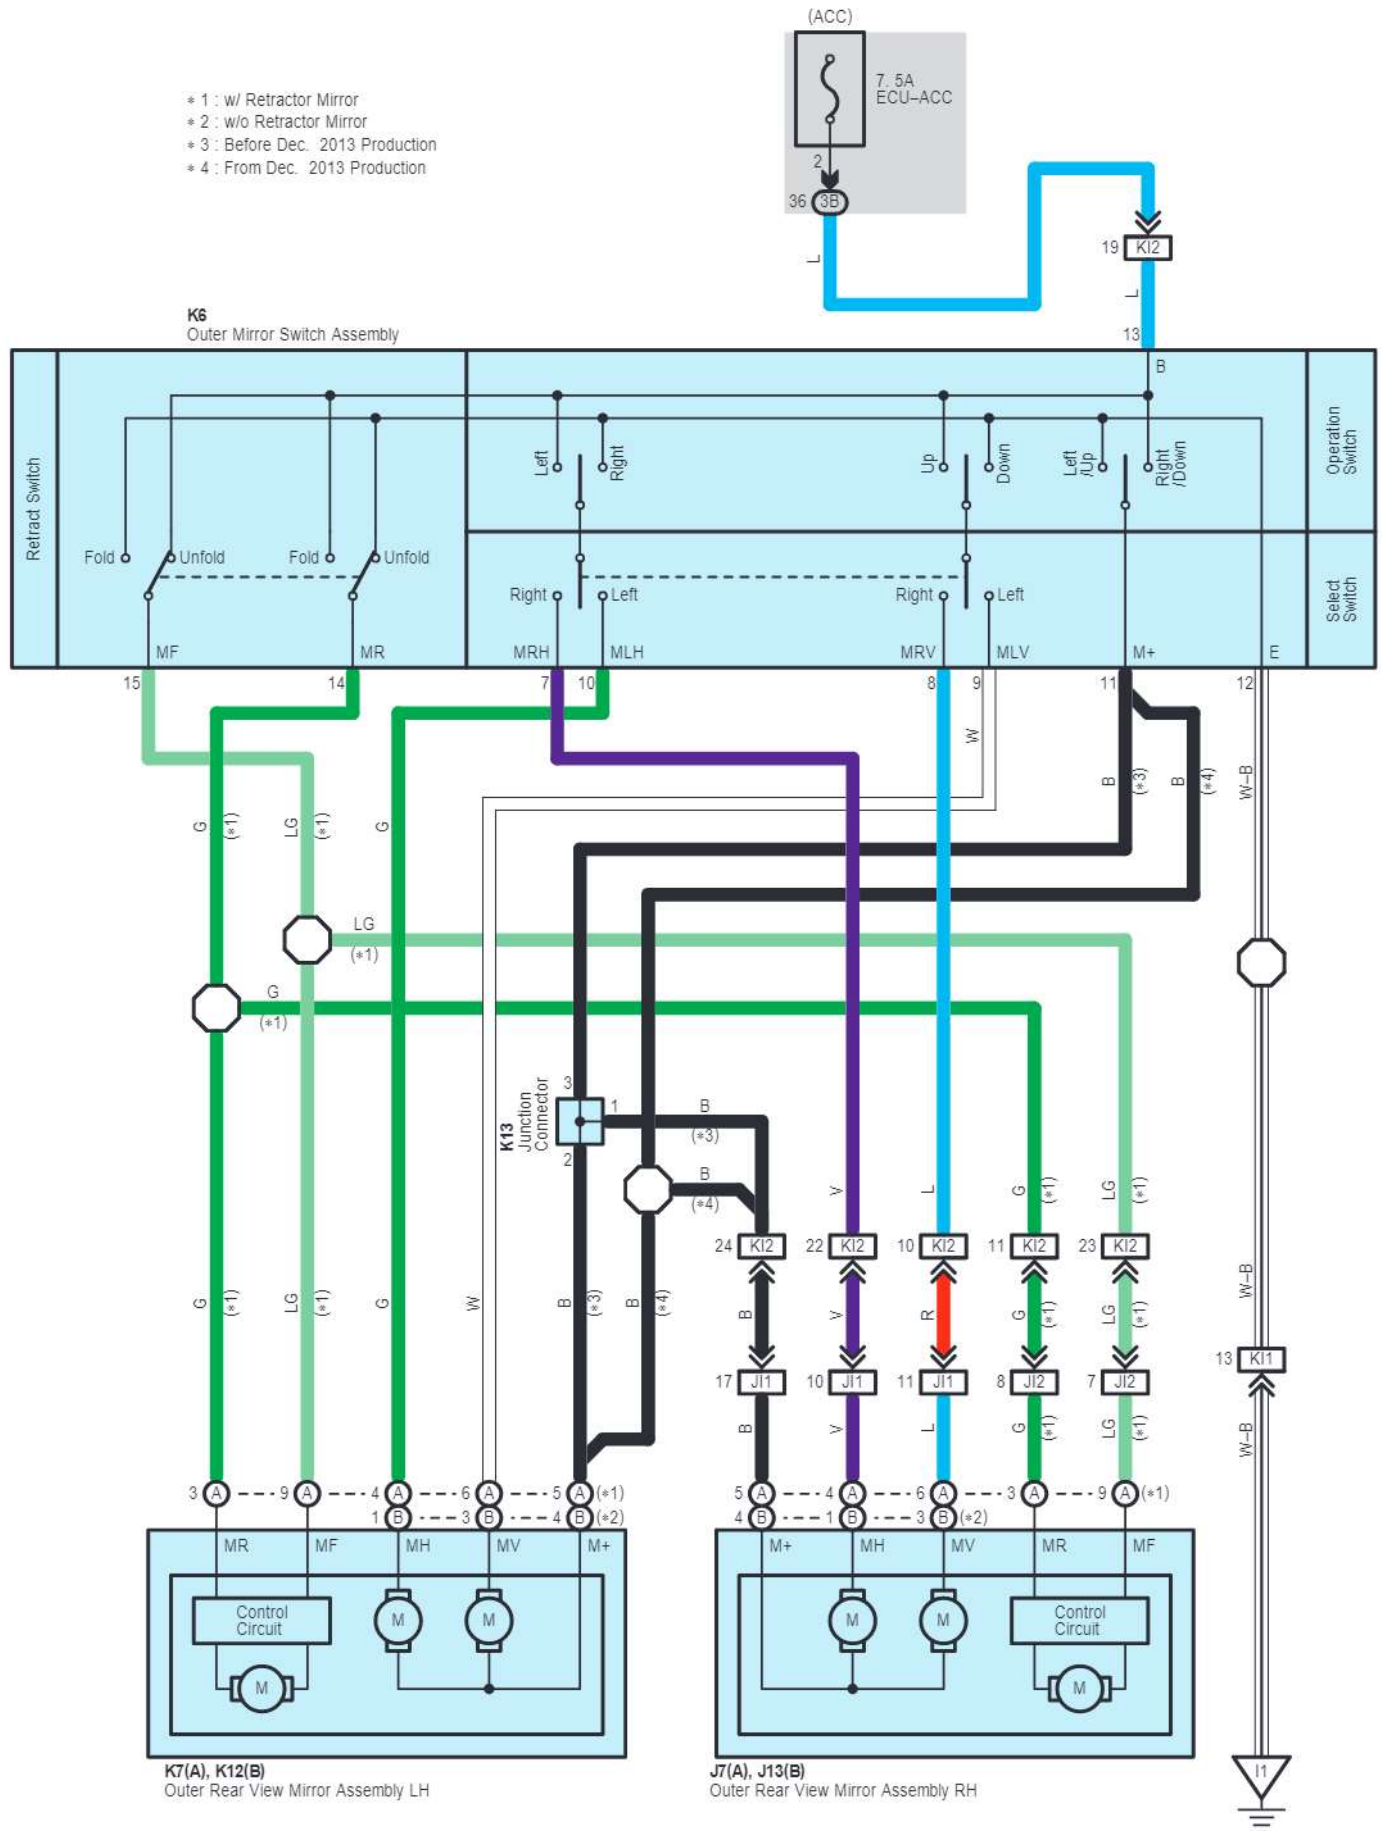 (ACC)
7. 5A
ECU–ACC
2
36 3B
∗ 1 : w/ Retractor Mirror
∗ 2 : w/o Retractor Mirror
∗ 3 : Before Dec. 2013 Production
∗ 4 : From Dec. 2013 Production
L
19 KI2
L
13
K6
Outer Mirror Switch Assembly
B
Retract Switch
Operation
Switch
Select
Switch
Left
Right
Up
Down
Left
/Up
Right
/Down
Fold Unfold Fold Unfold
Right Left Right Left
MF MR MRH MLH MRV MLV M+ E
15 14 7 10 8 9 11 12
W
B
(∗3)
B
(∗4)
W–B
G
(∗1)
LG
(∗1)
G
LG
(∗1)
G
(∗1)
K13
Junction
Connector
3
1
2
B
(∗3)
B
(∗4)
V
L
G
(∗1)
LG
(∗1)
24 KI2 22 KI2 10 KI2 11 KI2 23 KI2
G
(∗1)
LG
(∗1)
G
W
B
(∗3)
B
(∗4)
B
V
R
G
(∗1)
LG
(∗1)
W–B
13 KI1
17 JI1 10 JI1 11 JI1 8 JI2 7 JI2
B
V
L
G
(∗1)
LG
(∗1)
W–B
3 A 9 A 4 A 6 A 5 A (∗1)
1 B 3 B 4 B (∗2)
5 A 4 A 6 A 3 A 9 A (∗1)
4 B 1 B 3 B (∗2)
MR MF MH MV M+
M+ MH MV MR MF
Control
Circuit
M M
M
M M
Control
Circuit
M
K7(A), K12(B)
Outer Rear View Mirror Assembly LH
J7(A), J13(B)
Outer Rear View Mirror Assembly RH
I1